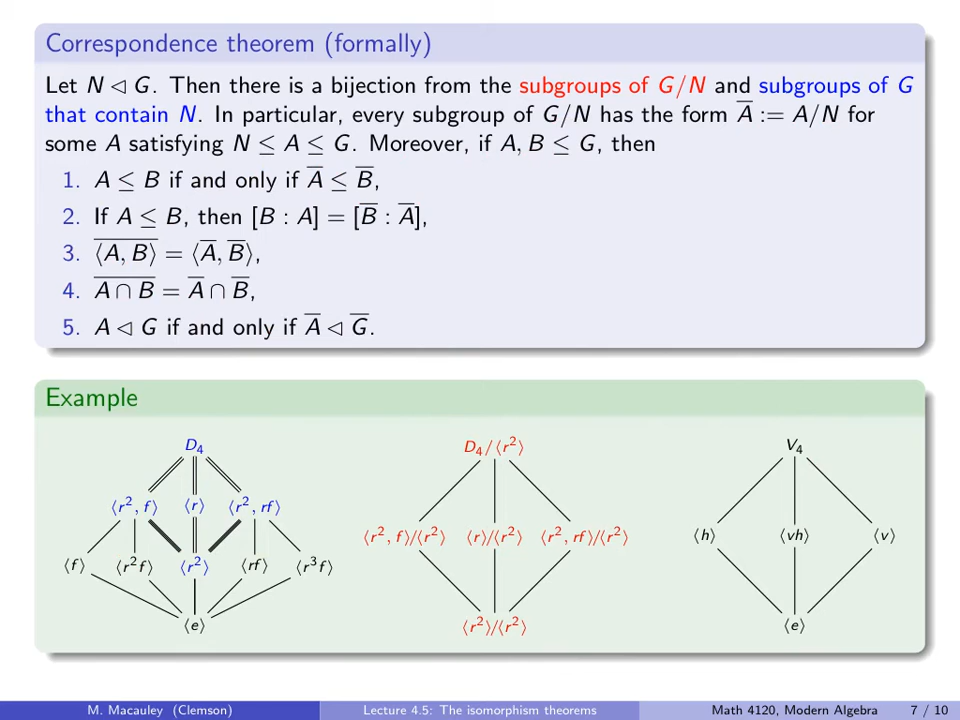 Correspondence theorem (formally)
Let N ◁ G. Then there is a bijection from the subgroups of G/N and subgroups of G
that contain N. In particular, every subgroup of G/N has the form A̅ := A/N for
some A satisfying N ≤ A ≤ G. Moreover, if A, B ≤ G, then
1. A ≤ B if and only if A̅ ≤ B̅,
2. If A ≤ B, then [B : A] = [B̅ : A̅],
3. \overline{⟨A, B⟩} = ⟨A̅, B̅⟩,
4. \overline{A ∩ B} = A̅ ∩ B̅,
5. A ◁ G if and only if A̅ ◁ G̅.
Example
D₄
⟨r², f⟩ ⟨r⟩ ⟨r², rf⟩
⟨f⟩ ⟨r²f⟩ ⟨r²⟩ ⟨rf⟩ ⟨r³f⟩
⟨e⟩
D₄/⟨r²⟩
⟨r², f⟩/⟨r²⟩ ⟨r⟩/⟨r²⟩ ⟨r², rf⟩/⟨r²⟩
⟨r²⟩/⟨r²⟩
V₄
⟨h⟩ ⟨vh⟩ ⟨v⟩
⟨e⟩
M. Macauley (Clemson) Lecture 4.5: The isomorphism theorems Math 4120, Modern Algebra 7 / 10